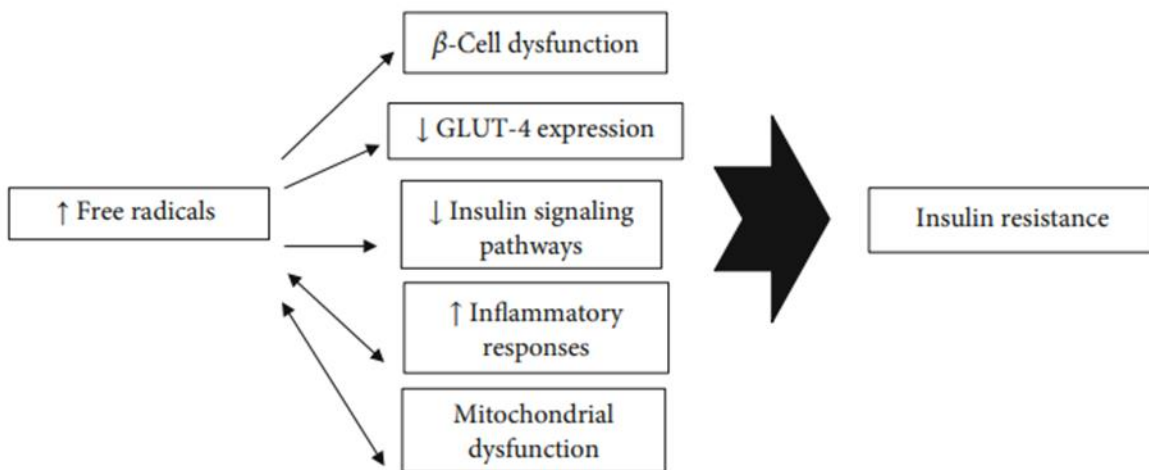 β-Cell dysfunction
↓ GLUT-4 expression
↑ Free radicals
↓ Insulin signaling
pathways
Insulin resistance
↑ Inflammatory
responses
Mitochondrial
dysfunction